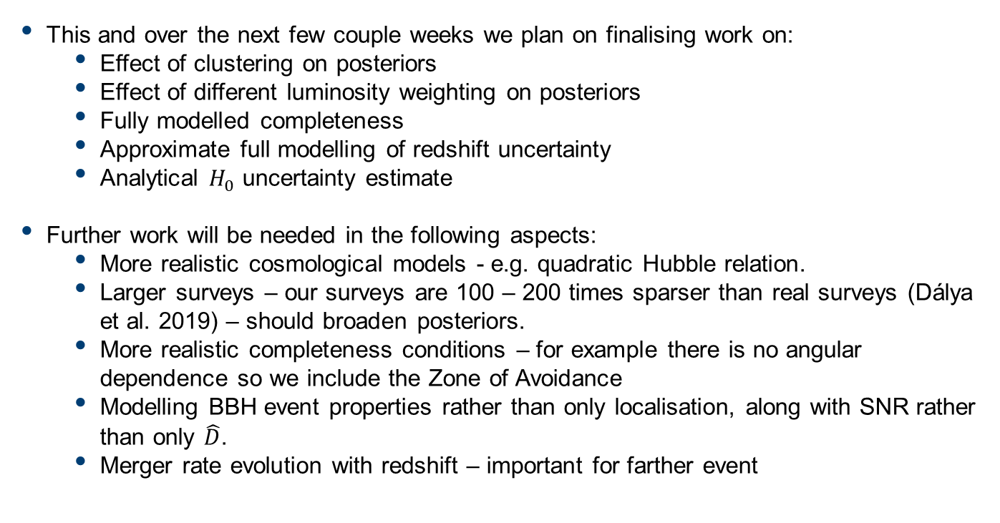 • This and over the next few couple weeks we plan on finalising work on:
• Effect of clustering on posteriors
• Effect of different luminosity weighting on posteriors
• Fully modelled completeness
• Approximate full modelling of redshift uncertainty
• Analytical H₀ uncertainty estimate
• Further work will be needed in the following aspects:
• More realistic cosmological models - e.g. quadratic Hubble relation.
• Larger surveys – our surveys are 100 – 200 times sparser than real surveys (Dálya
et al. 2019) – should broaden posteriors.
• More realistic completeness conditions – for example there is no angular
dependence so we include the Zone of Avoidance
• Modelling BBH event properties rather than only localisation, along with SNR rather
than only D̂.
• Merger rate evolution with redshift – important for farther event